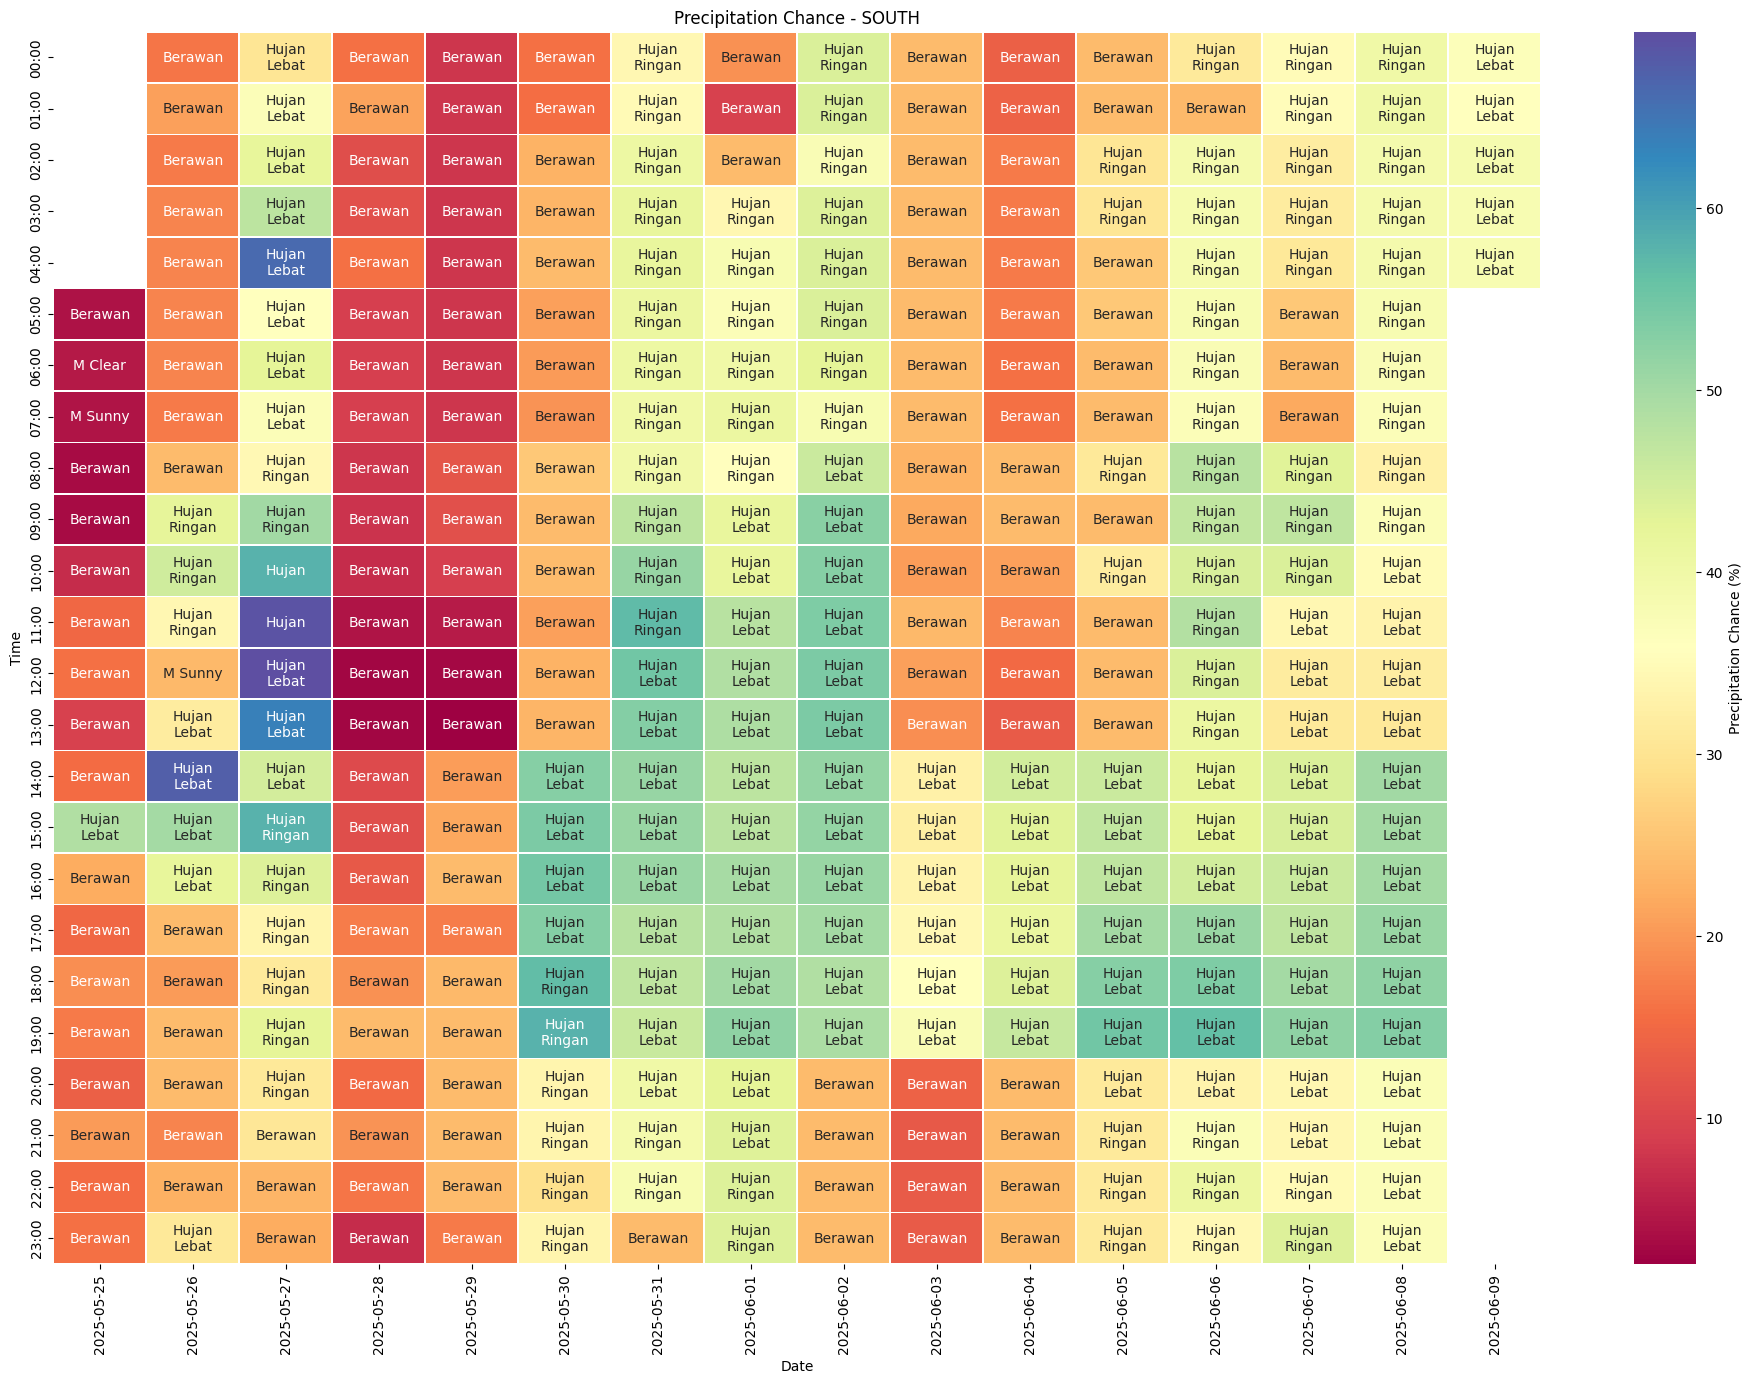 Precipitation Chance - SOUTH
00:00 Berawan Hujan Lebat Berawan Berawan Berawan Hujan Ringan Berawan Hujan Ringan Berawan Berawan Berawan Hujan Ringan Hujan Ringan Hujan Ringan Hujan Lebat
01:00 Berawan Hujan Lebat Berawan Berawan Berawan Hujan Ringan Berawan Hujan Ringan Berawan Berawan Berawan Berawan Hujan Ringan Hujan Ringan Hujan Lebat
02:00 Berawan Hujan Lebat Berawan Berawan Berawan Hujan Ringan Berawan Hujan Ringan Berawan Berawan Hujan Ringan Hujan Ringan Hujan Ringan Hujan Ringan Hujan Lebat
03:00 Berawan Hujan Lebat Berawan Berawan Berawan Hujan Ringan Hujan Ringan Hujan Ringan Berawan Berawan Hujan Ringan Hujan Ringan Hujan Ringan Hujan Ringan Hujan Lebat
04:00 Berawan Hujan Lebat Berawan Berawan Berawan Hujan Ringan Hujan Ringan Hujan Ringan Berawan Berawan Berawan Hujan Ringan Hujan Ringan Hujan Ringan Hujan Lebat
05:00 Berawan Berawan Hujan Lebat Berawan Berawan Berawan Hujan Ringan Hujan Ringan Hujan Ringan Berawan Berawan Berawan Hujan Ringan Berawan Hujan Ringan
06:00 M Clear Berawan Hujan Lebat Berawan Berawan Berawan Hujan Ringan Hujan Ringan Hujan Ringan Berawan Berawan Berawan Hujan Ringan Berawan Hujan Ringan
07:00 M Sunny Berawan Hujan Lebat Berawan Berawan Berawan Hujan Ringan Hujan Ringan Hujan Ringan Berawan Berawan Berawan Hujan Ringan Berawan Hujan Ringan
08:00 Berawan Berawan Hujan Ringan Berawan Berawan Berawan Hujan Ringan Hujan Ringan Hujan Lebat Berawan Berawan Hujan Ringan Hujan Ringan Hujan Ringan Hujan Ringan
09:00 Berawan Hujan Ringan Hujan Ringan Berawan Berawan Berawan Hujan Ringan Hujan Lebat Hujan Lebat Berawan Berawan Berawan Hujan Ringan Hujan Ringan Hujan Ringan
10:00 Berawan Hujan Ringan Hujan Berawan Berawan Berawan Hujan Ringan Hujan Lebat Hujan Lebat Berawan Berawan Hujan Ringan Hujan Ringan Hujan Ringan Hujan Lebat
11:00 Berawan Hujan Ringan Hujan Berawan Berawan Berawan Hujan Ringan Hujan Lebat Hujan Lebat Berawan Berawan Berawan Hujan Ringan Hujan Lebat Hujan Lebat
12:00 Berawan M Sunny Hujan Lebat Berawan Berawan Berawan Hujan Lebat Hujan Lebat Hujan Lebat Berawan Berawan Berawan Hujan Ringan Hujan Lebat Hujan Lebat
13:00 Berawan Hujan Lebat Hujan Lebat Berawan Berawan Berawan Hujan Lebat Hujan Lebat Hujan Lebat Berawan Berawan Berawan Hujan Ringan Hujan Lebat Hujan Lebat
14:00 Berawan Hujan Lebat Hujan Lebat Berawan Berawan Hujan Lebat Hujan Lebat Hujan Lebat Hujan Lebat Hujan Lebat Hujan Lebat Hujan Lebat Hujan Lebat Hujan Lebat Hujan Lebat
15:00 Hujan Lebat Hujan Lebat Hujan Ringan Berawan Berawan Hujan Lebat Hujan Lebat Hujan Lebat Hujan Lebat Hujan Lebat Hujan Lebat Hujan Lebat Hujan Lebat Hujan Lebat Hujan Lebat
16:00 Berawan Hujan Lebat Hujan Ringan Berawan Berawan Hujan Lebat Hujan Lebat Hujan Lebat Hujan Lebat Hujan Lebat Hujan Lebat Hujan Lebat Hujan Lebat Hujan Lebat Hujan Lebat
17:00 Berawan Berawan Hujan Ringan Berawan Berawan Hujan Lebat Hujan Lebat Hujan Lebat Hujan Lebat Hujan Lebat Hujan Lebat Hujan Lebat Hujan Lebat Hujan Lebat Hujan Lebat
18:00 Berawan Berawan Hujan Ringan Berawan Berawan Hujan Ringan Hujan Lebat Hujan Lebat Hujan Lebat Hujan Lebat Hujan Lebat Hujan Lebat Hujan Lebat Hujan Lebat Hujan Lebat
19:00 Berawan Berawan Hujan Ringan Berawan Berawan Hujan Ringan Hujan Lebat Hujan Lebat Hujan Lebat Hujan Lebat Hujan Lebat Hujan Lebat Hujan Lebat Hujan Lebat Hujan Lebat
20:00 Berawan Berawan Hujan Ringan Berawan Berawan Hujan Ringan Hujan Lebat Hujan Lebat Berawan Berawan Berawan Hujan Lebat Hujan Lebat Hujan Lebat Hujan Lebat
21:00 Berawan Berawan Berawan Berawan Berawan Hujan Ringan Hujan Ringan Hujan Lebat Berawan Berawan Berawan Hujan Ringan Hujan Ringan Hujan Lebat Hujan Lebat
22:00 Berawan Berawan Berawan Berawan Berawan Hujan Ringan Hujan Ringan Hujan Ringan Berawan Berawan Berawan Hujan Ringan Hujan Ringan Hujan Ringan Hujan Lebat
23:00 Berawan Hujan Lebat Berawan Berawan Berawan Hujan Ringan Berawan Hujan Ringan Berawan Berawan Berawan Hujan Ringan Hujan Ringan Hujan Ringan Hujan Lebat
Time
2025-05-25 2025-05-26 2025-05-27 2025-05-28 2025-05-29 2025-05-30 2025-05-31 2025-06-01 2025-06-02 2025-06-03 2025-06-04 2025-06-05 2025-06-06 2025-06-07 2025-06-08 2025-06-09
Date
60
50
40
30
20
10
Precipitation Chance (%)